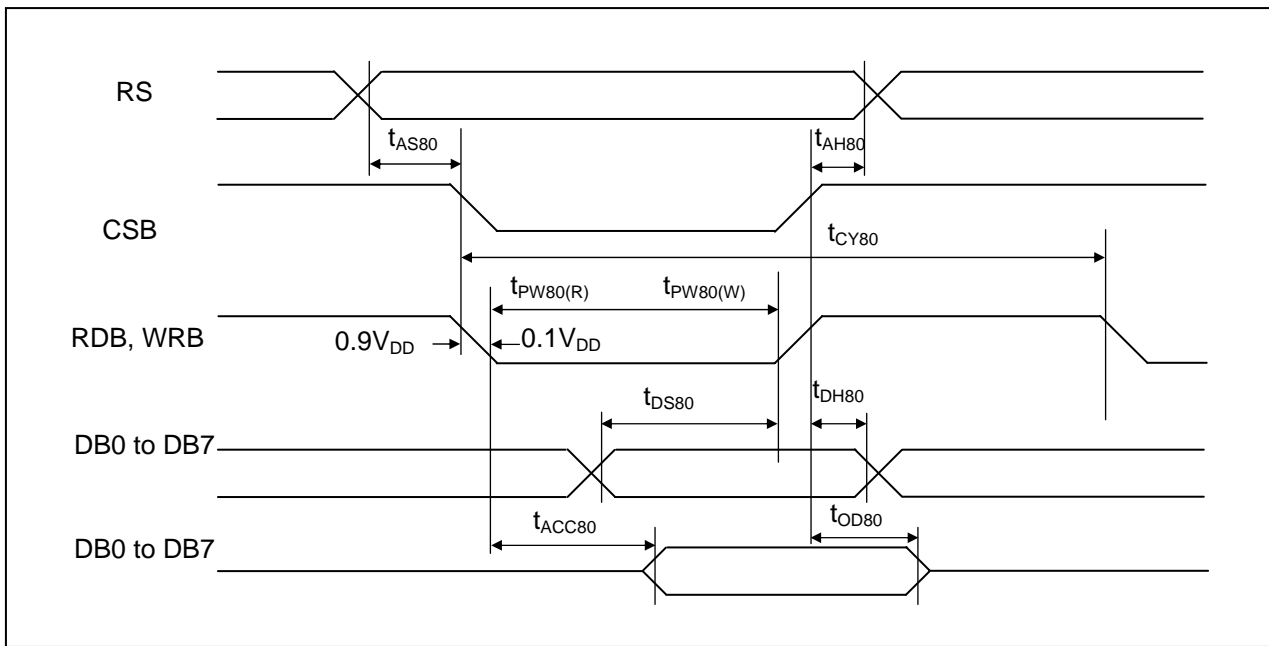 RS
tAS80
tAH80
CSB
tCY80
tPW80(R)
tPW80(W)
RDB, WRB
0.9VDD
0.1VDD
tDS80
tDH80
DB0 to DB7
tACC80
tOD80
DB0 to DB7